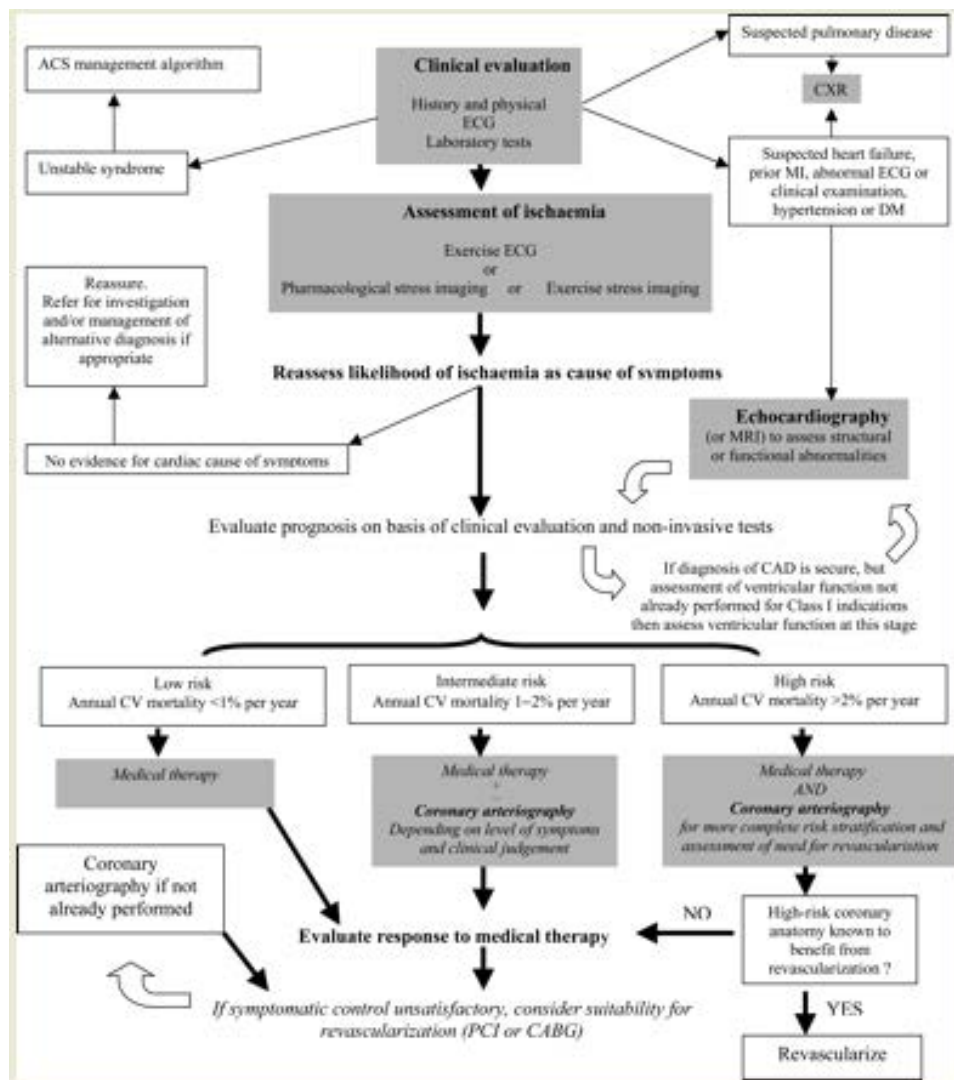 Clinical evaluation
History and physical
ECG
Laboratory tests
Suspected pulmonary disease
CXR
Suspected heart failure,
prior MI, abnormal ECG or
clinical examination,
hypertension or DM
ACS management algorithm
Unstable syndrome
Assessment of ischaemia
Exercise ECG
or
Pharmacological stress imaging or Exercise stress imaging
Reassure.
Refer for investigation
and/or management of
alternative diagnosis if
appropriate
Reassess likelihood of ischaemia as cause of symptoms
No evidence for cardiac cause of symptoms
Echocardiography
(or MRI) to assess structural
or functional abnormalities
Evaluate prognosis on basis of clinical evaluation and non-invasive tests
If diagnosis of CAD is secure, but
assessment of ventricular function not
already performed for Class I indications
then assess ventricular function at this stage
Low risk
Annual CV mortality <1% per year
Intermediate risk
Annual CV mortality 1–2% per year
High risk
Annual CV mortality >2% per year
Medical therapy
Medical therapy
Coronary arteriography
Depending on level of symptoms
and clinical judgement
Medical therapy
AND
Coronary arteriography
for more complete risk stratification and
assessment of need for revascularistion
Coronary
arteriography if not
already performed
Evaluate response to medical therapy
NO
High-risk coronary
anatomy known to
benefit from
revascularization ?
If symptomatic control unsatisfactory, consider suitability for
revascularization (PCI or CABG)
YES
Revascularize